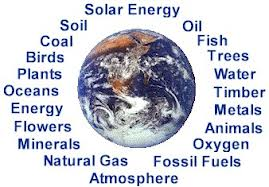 Solar Energy
Soil
Oil
Coal
Fish
Birds
Trees
Plants
Water
Oceans
Timber
Energy
Metals
Flowers
Animals
Minerals
Oxygen
Natural Gas
Fossil Fuels
Atmosphere